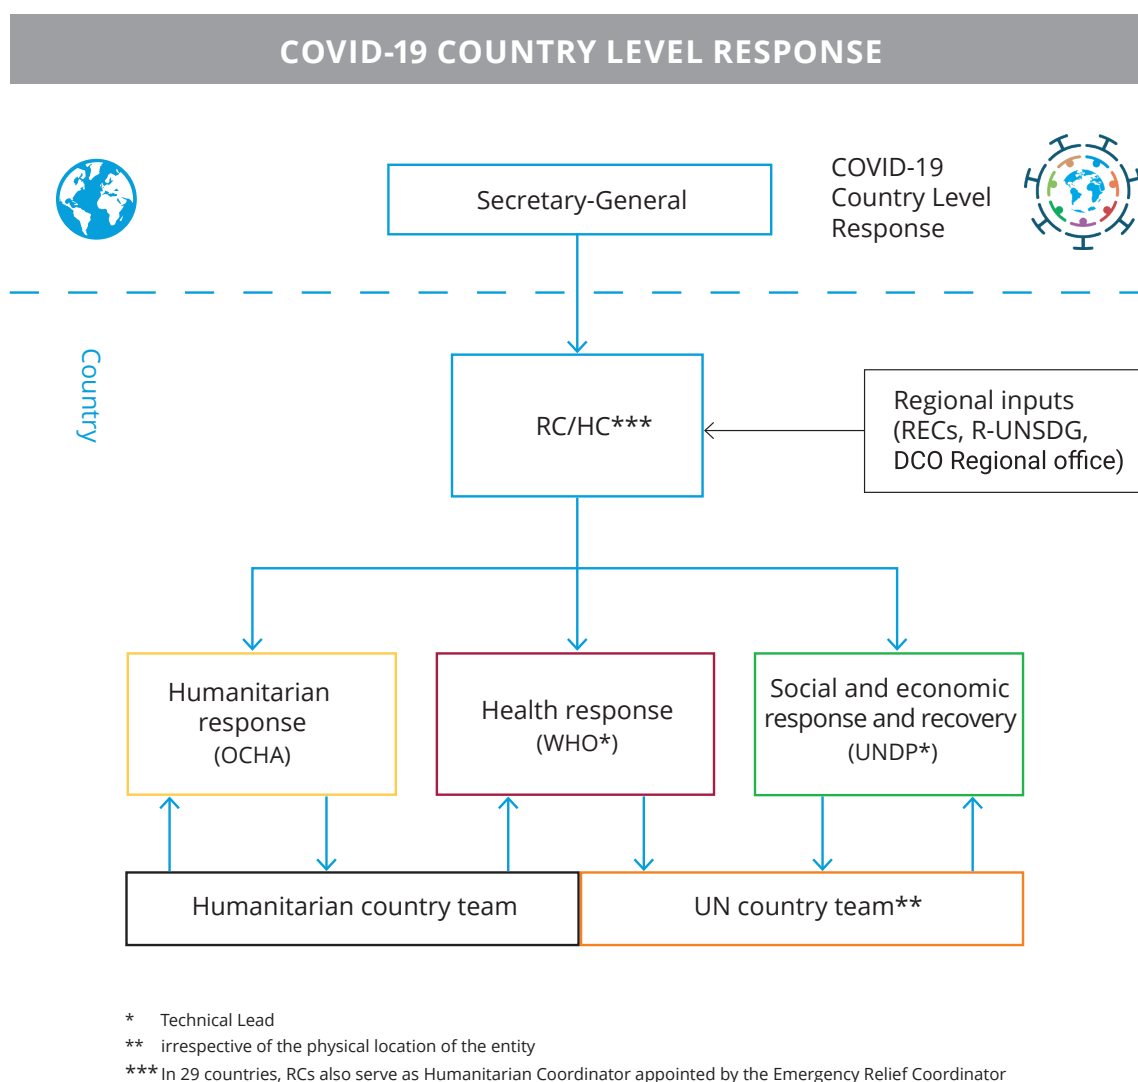 COVID-19 COUNTRY LEVEL RESPONSE
Secretary-General
COVID-19
Country Level
Response
Country
RC/HC***
Regional inputs
(RECs, R-UNSDG,
DCO Regional office)
Humanitarian
response
(OCHA)
Health response
(WHO*)
Social and economic
response and recovery
(UNDP*)
Humanitarian country team
UN country team**
* Technical Lead
** irrespective of the physical location of the entity
*** In 29 countries, RCs also serve as Humanitarian Coordinator appointed by the Emergency Relief Coordinator